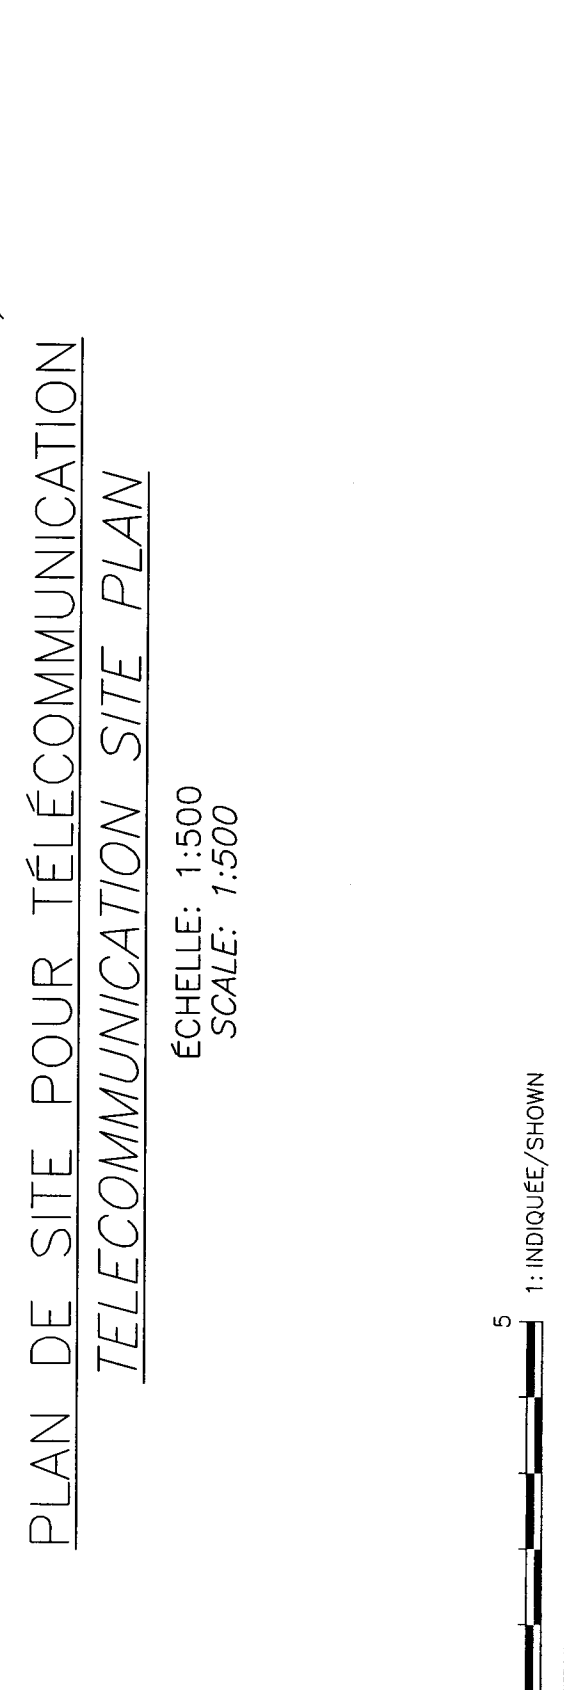 PLAN DE SITE POUR TÉLÉCOMMUNICATION
TELECOMMUNICATION SITE PLAN
ÉCHELLE: 1:500
SCALE: 1:500
5
1: INDIQUÉE/SHOWN